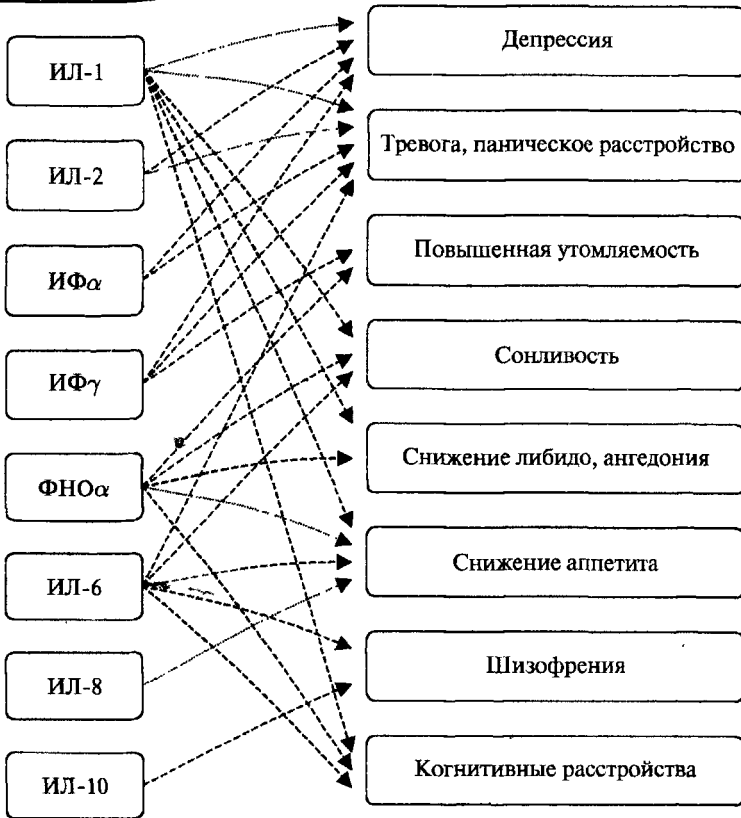 ИЛ-1
ИЛ-2
ИФα
ИФγ
ФНОα
ИЛ-6
ИЛ-8
ИЛ-10
Депрессия
Тревога, паническое расстройство
Повышенная утомляемость
Сонливость
Снижение либидо, ангедония
Снижение аппетита
Шизофрения
Когнитивные расстройства